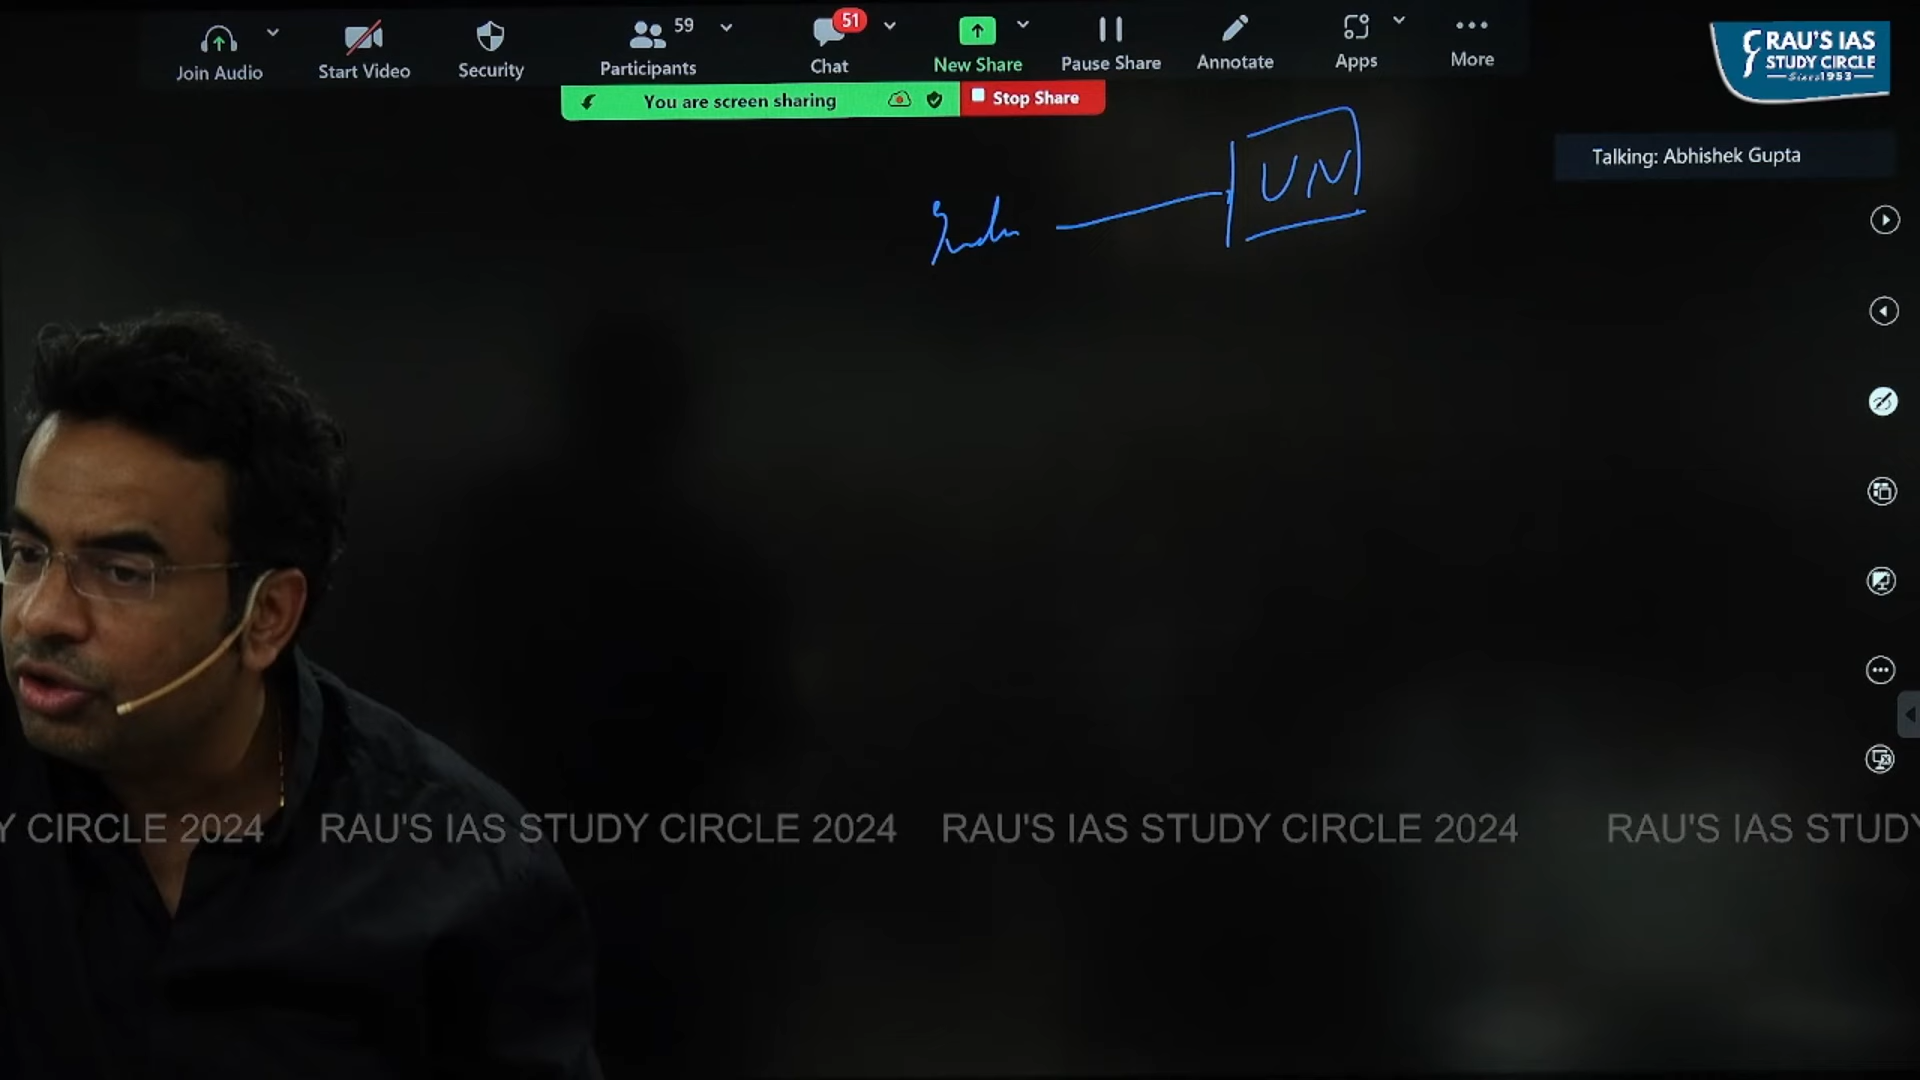 Join Audio
Start Video
Security
59
Participants
51
Chat
New Share
Pause Share
Annotate
Apps
More
RAU'S IAS
STUDY CIRCLE
Since 1953
You are screen sharing
Stop Share
Talking: Abhishek Gupta
UN
Y CIRCLE 2024 RAU'S IAS STUDY CIRCLE 2024 RAU'S IAS STUDY CIRCLE 2024 RAU'S IAS STUDY